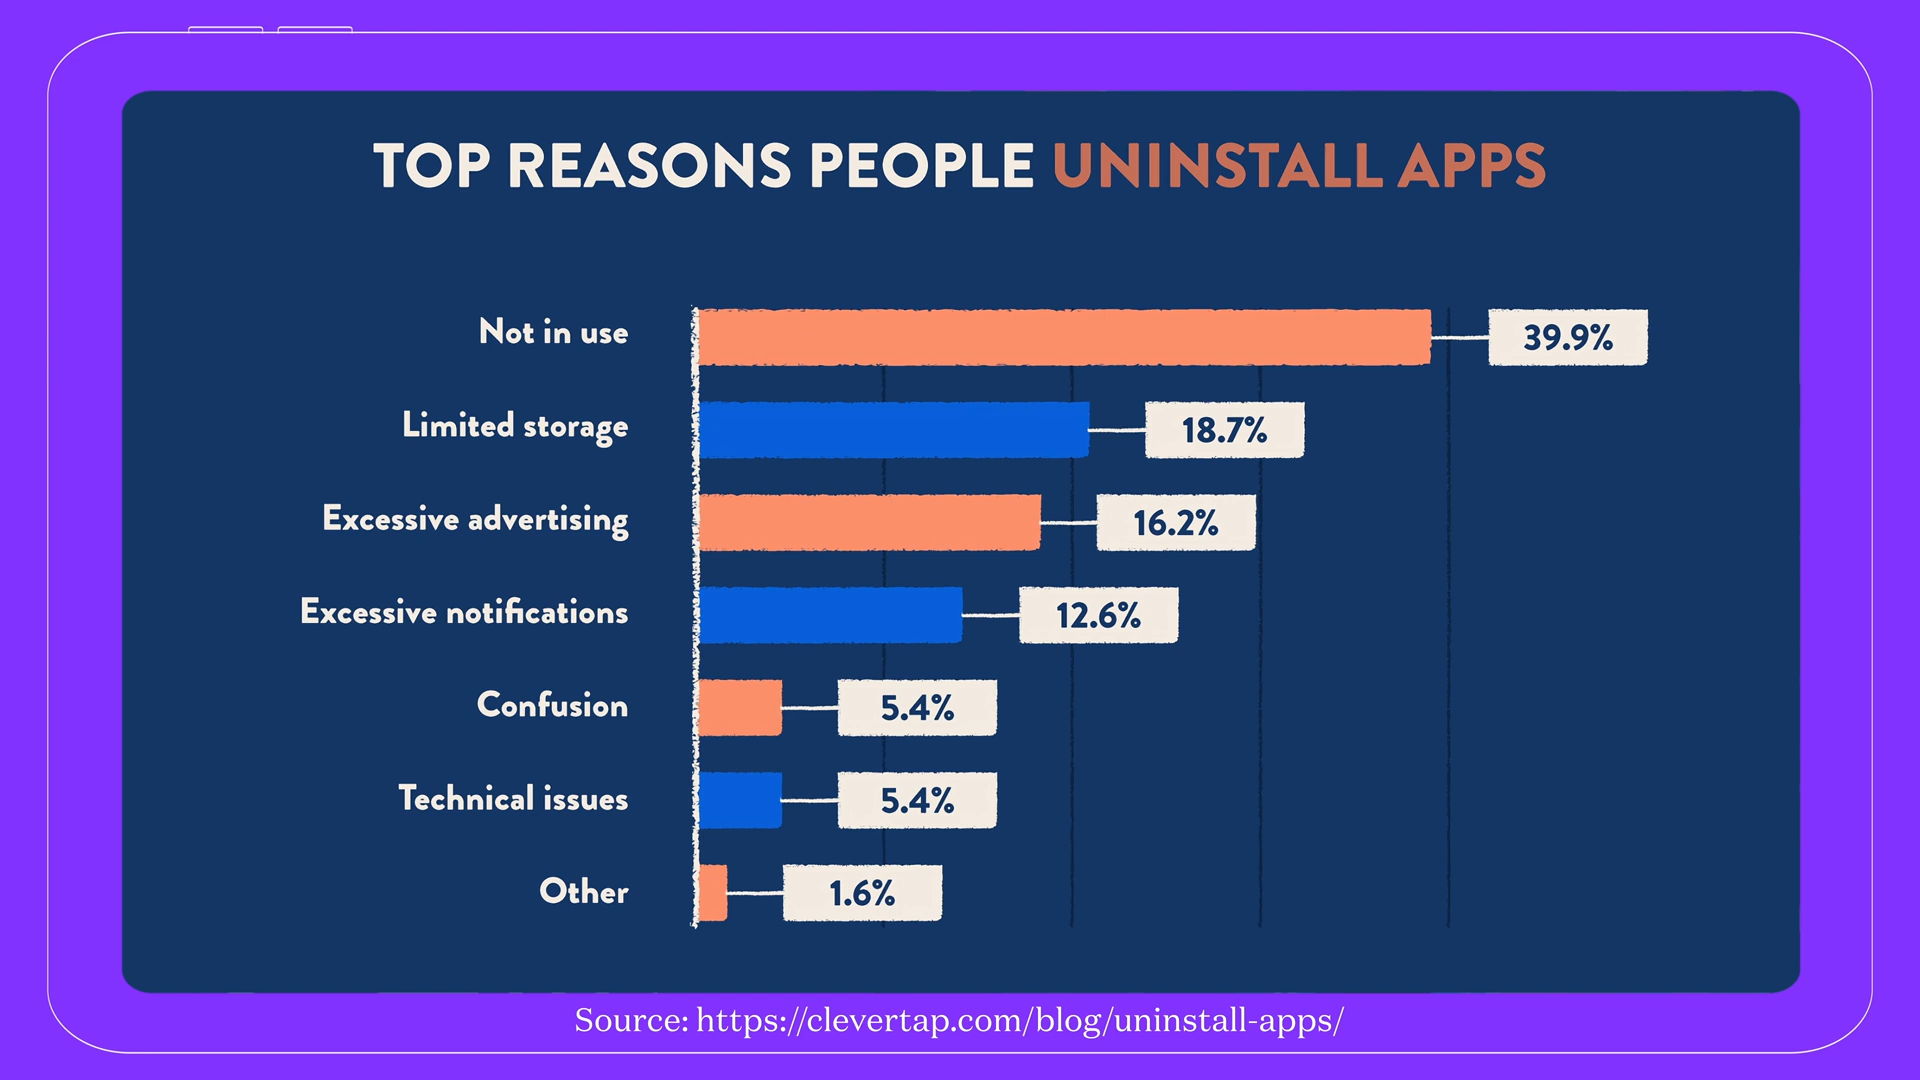 TOP REASONS PEOPLE UNINSTALL APPS
Not in use 39.9%
Limited storage 18.7%
Excessive advertising 16.2%
Excessive notifications 12.6%
Confusion 5.4%
Technical issues 5.4%
Other 1.6%
Source: https://clevertap.com/blog/uninstall-apps/